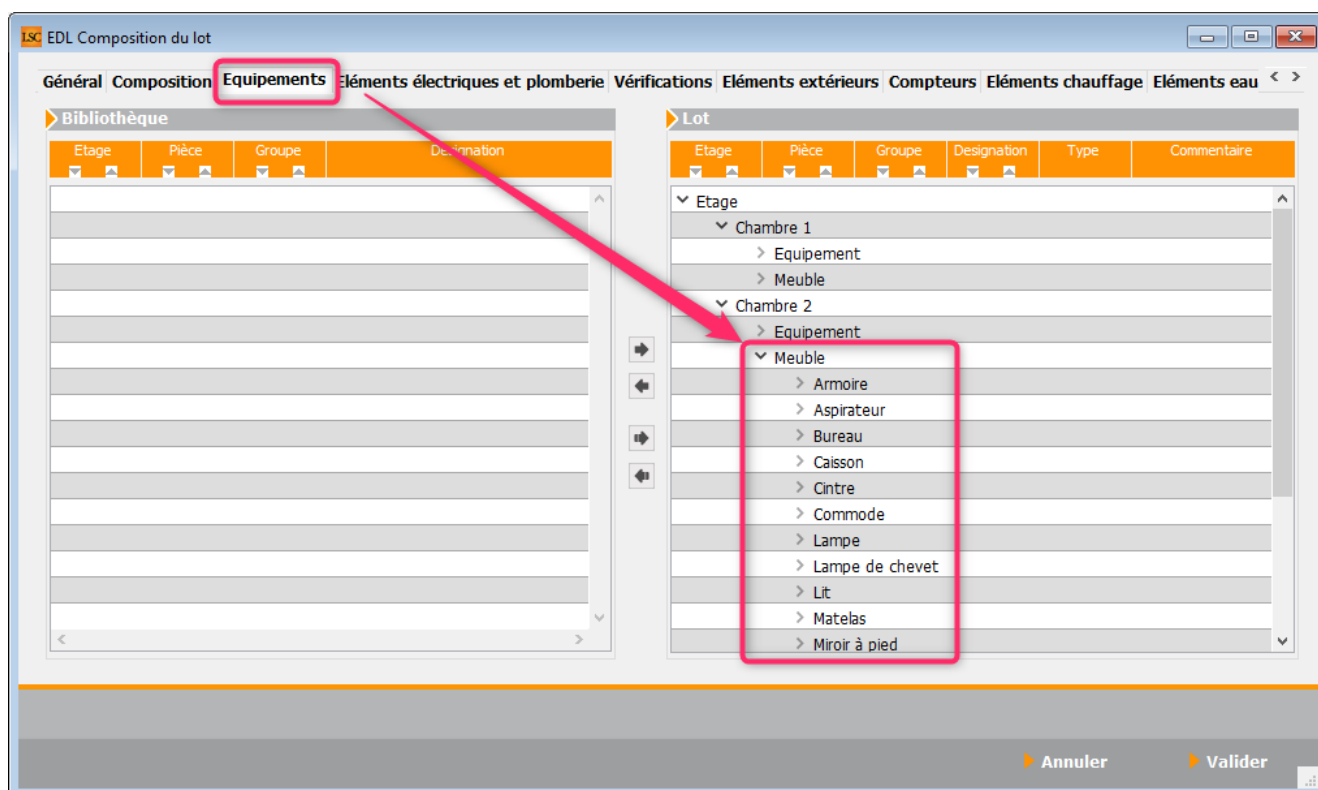 LSC EDL Composition du lot
Général Composition Equipements Eléments électriques et plomberie Vérifications Eléments extérieurs Compteurs Eléments chauffage Eléments eau
Bibliothèque Lot
Etage Pièce Groupe Designation Etage Pièce Groupe Designation Type Commentaire
Etage
Chambre 1
Equipement
Meuble
Chambre 2
Equipement
Meuble
Armoire
Aspirateur
Bureau
Caisson
Cintre
Commode
Lampe
Lampe de chevet
Lit
Matelas
Miroir à pied
Annuler Valider